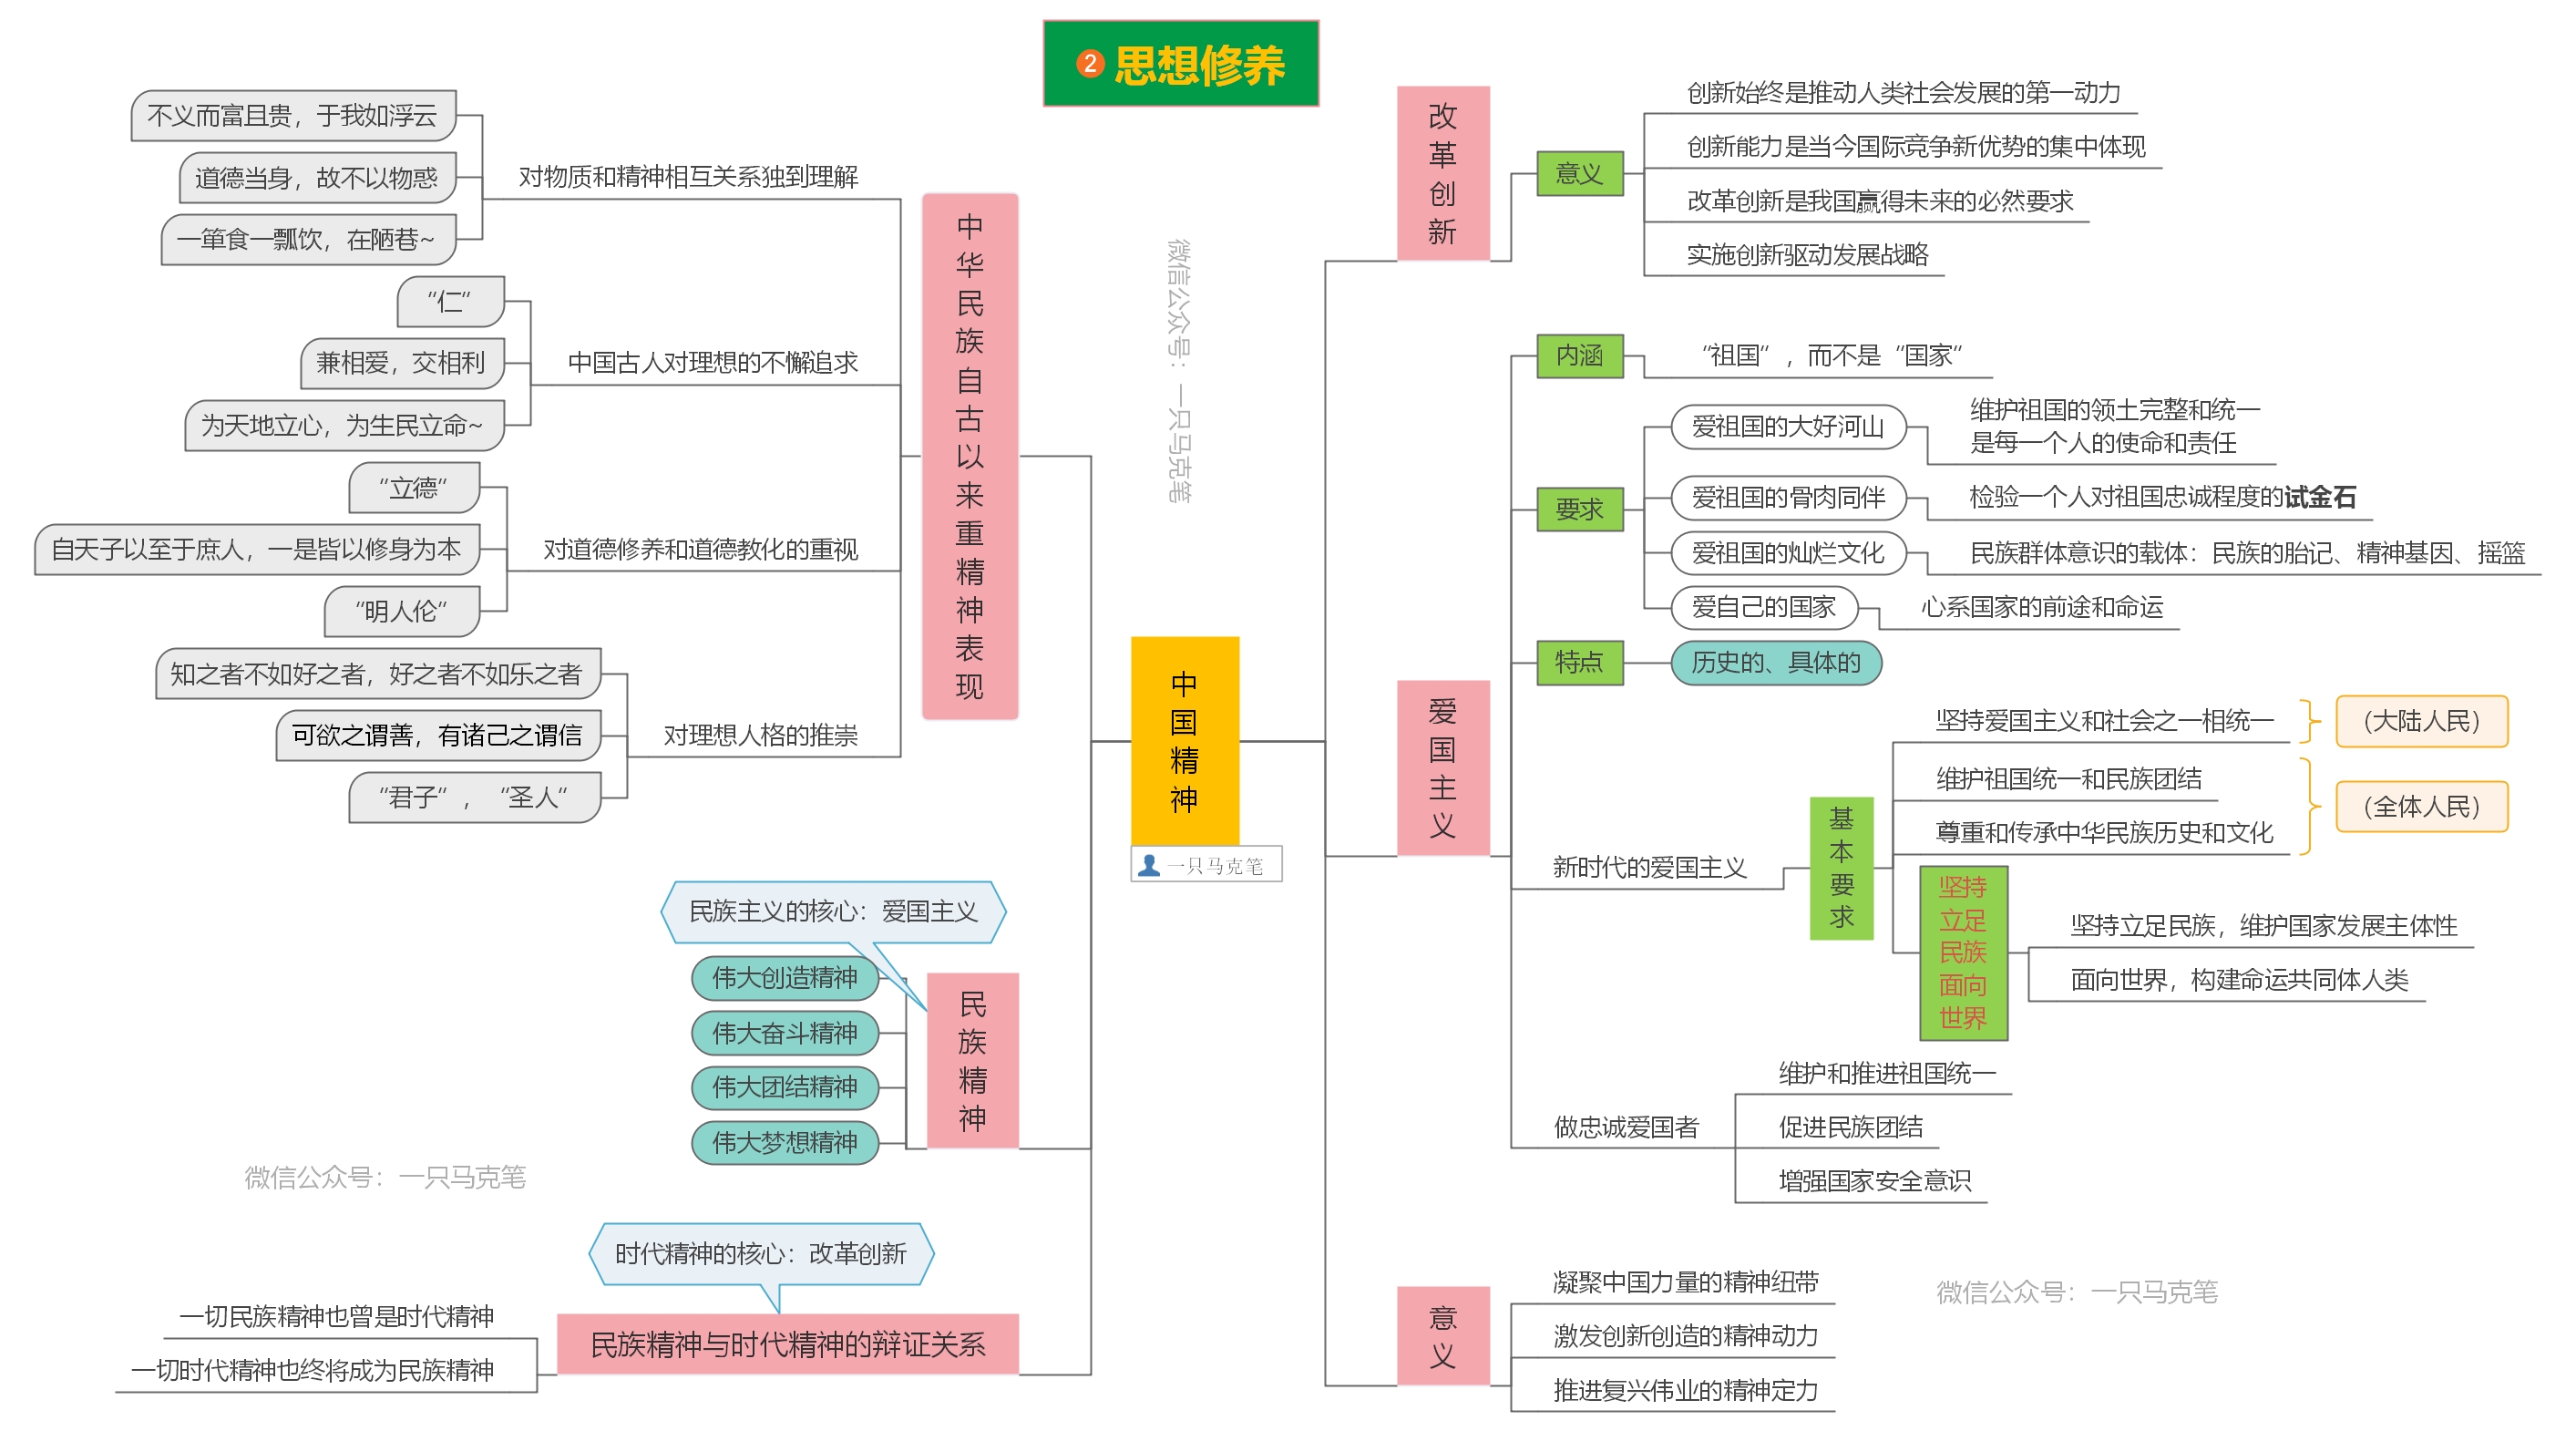 ❷ 思想修养
不义而富且贵，于我如浮云
道德当身，故不以物惑
一箪食一瓢饮，在陋巷~
对物质和精神相互关系独到理解
“仁”
兼相爱，交相利
为天地立心，为生民立命~
中国古人对理想的不懈追求
“立德”
自天子以至于庶人，一是皆以修身为本
“明人伦”
对道德修养和道德教化的重视
知之者不如好之者，好之者不如乐之者
可欲之谓善，有诸己之谓信
“君子”，“圣人”
对理想人格的推崇
中华民族自古以来重精神表现
微信公众号：一只马克笔
中国精神
一只马克笔
民族主义的核心：爱国主义
伟大创造精神
伟大奋斗精神
伟大团结精神
伟大梦想精神
民族精神
微信公众号：一只马克笔
时代精神的核心：改革创新
一切民族精神也曾是时代精神
一切时代精神也终将成为民族精神
民族精神与时代精神的辩证关系
改革创新
意义
创新始终是推动人类社会发展的第一动力
创新能力是当今国际竞争新优势的集中体现
改革创新是我国赢得未来的必然要求
实施创新驱动发展战略
爱国主义
内涵
“祖国”，而不是“国家”
要求
爱祖国的大好河山
维护祖国的领土完整和统一
是每一个人的使命和责任
爱祖国的骨肉同伴
检验一个人对祖国忠诚程度的试金石
爱祖国的灿烂文化
民族群体意识的载体：民族的胎记、精神基因、摇篮
爱自己的国家
心系国家的前途和命运
特点
历史的、具体的
新时代的爱国主义
基本要求
坚持爱国主义和社会之一相统一
（大陆人民）
维护祖国统一和民族团结
尊重和传承中华民族历史和文化
（全体人民）
坚持
立足
民族
面向
世界
坚持立足民族，维护国家发展主体性
面向世界，构建命运共同体人类
做忠诚爱国者
维护和推进祖国统一
促进民族团结
增强国家安全意识
意义
凝聚中国力量的精神纽带
激发创新创造的精神动力
推进复兴伟业的精神定力
微信公众号：一只马克笔